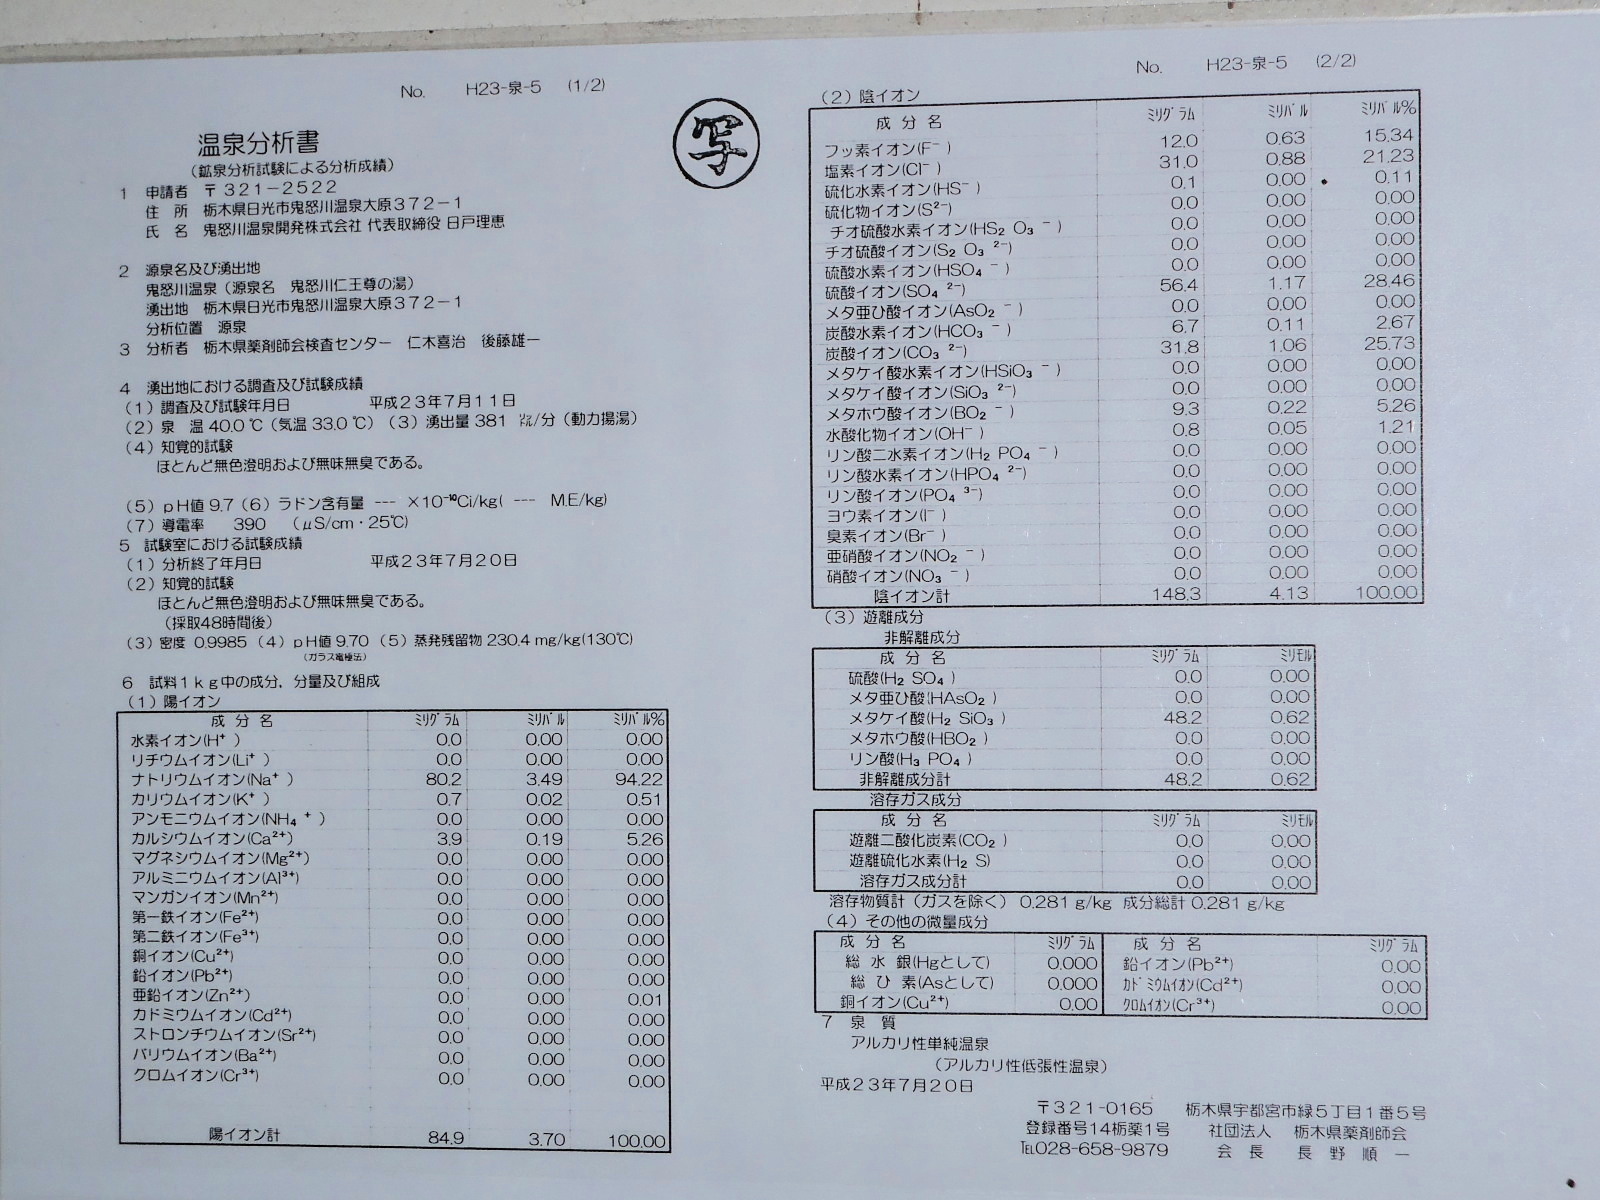 No. H23-泉-5 (1/2)
写
温泉分析書
(鉱泉分析試験による分析成績)
1 申請者 〒321-2522
住 所 栃木県日光市鬼怒川温泉大原372-1
氏 名 鬼怒川温泉開発株式会社 代表取締役 日戸理恵
2 源泉名及び湧出地
鬼怒川温泉(源泉名 鬼怒川仁王尊の湯)
湧出地 栃木県日光市鬼怒川温泉大原372-1
分析位置 源泉
3 分析者 栃木県薬剤師会検査センター 仁木喜治 後藤雄一
4 湧出地における調査及び試験成績
(1)調査及び試験年月日 平成23年7月11日
(2)泉 温 40.0℃(気温 33.0℃) (3)湧出量 381 ㍑/分(動力揚湯)
(4)知覚的試験
ほとんど無色澄明および無味無臭である。
(5)pH値 9.7 (6)ラドン含有量 --- ×10⁻¹⁰Ci/kg( --- M.E/kg)
(7)導電率 390 (μS/cm・25℃)
5 試験室における試験成績
(1)分析終了年月日 平成23年7月20日
(2)知覚的試験
ほとんど無色澄明および無味無臭である。
(採取48時間後)
(3)密度 0.9985 (4)pH値 9.70 (5)蒸発残留物 230.4 mg/kg(130℃)
(ガラス電極法)
6 試料1kg中の成分、分量及び組成
(1)陽イオン
成 分 名 ミリグラム ミリバル ミリバル%
水素イオン(H⁺) 0.0 0.00 0.00
リチウムイオン(Li⁺) 0.0 0.00 0.00
ナトリウムイオン(Na⁺) 80.2 3.49 94.22
カリウムイオン(K⁺) 0.7 0.02 0.51
アンモニウムイオン(NH₄⁺) 0.0 0.00 0.00
カルシウムイオン(Ca²⁺) 3.9 0.19 5.26
マグネシウムイオン(Mg²⁺) 0.0 0.00 0.00
アルミニウムイオン(Al³⁺) 0.0 0.00 0.00
マンガンイオン(Mn²⁺) 0.0 0.00 0.00
第一鉄イオン(Fe²⁺) 0.0 0.00 0.00
第二鉄イオン(Fe³⁺) 0.0 0.00 0.00
銅イオン(Cu²⁺) 0.0 0.00 0.00
鉛イオン(Pb²⁺) 0.0 0.00 0.00
亜鉛イオン(Zn²⁺) 0.0 0.00 0.01
カドミウムイオン(Cd²⁺) 0.0 0.00 0.00
ストロンチウムイオン(Sr²⁺) 0.0 0.00 0.00
バリウムイオン(Ba²⁺) 0.0 0.00 0.00
クロムイオン(Cr³⁺) 0.0 0.00 0.00
陽イオン計 84.9 3.70 100.00
No. H23-泉-5 (2/2)
(2)陰イオン
成 分 名 ミリグラム ミリバル ミリバル%
フッ素イオン(F⁻) 12.0 0.63 15.34
塩素イオン(Cl⁻) 31.0 0.88 21.23
硫化水素イオン(HS⁻) 0.1 0.00 0.11
硫化物イオン(S²⁻) 0.0 0.00 0.00
チオ硫酸水素イオン(HS₂O₃⁻) 0.0 0.00 0.00
チオ硫酸イオン(S₂O₃²⁻) 0.0 0.00 0.00
硫酸水素イオン(HSO₄⁻) 0.0 0.00 0.00
硫酸イオン(SO₄²⁻) 56.4 1.17 28.46
メタ亜ひ酸イオン(AsO₂⁻) 0.0 0.00 0.00
炭酸水素イオン(HCO₃⁻) 6.7 0.11 2.67
炭酸イオン(CO₃²⁻) 31.8 1.06 25.73
メタケイ酸水素イオン(HSiO₃⁻) 0.0 0.00 0.00
メタケイ酸イオン(SiO₃²⁻) 0.0 0.00 0.00
メタホウ酸イオン(BO₂⁻) 9.3 0.22 5.26
水酸化物イオン(OH⁻) 0.8 0.05 1.21
リン酸二水素イオン(H₂PO₄⁻) 0.0 0.00 0.00
リン酸水素イオン(HPO₄²⁻) 0.0 0.00 0.00
リン酸イオン(PO₄³⁻) 0.0 0.00 0.00
ヨウ素イオン(I⁻) 0.0 0.00 0.00
臭素イオン(Br⁻) 0.0 0.00 0.00
亜硝酸イオン(NO₂⁻) 0.0 0.00 0.00
硝酸イオン(NO₃⁻) 0.0 0.00 0.00
陰イオン計 148.3 4.13 100.00
(3)遊離成分
非解離成分
成 分 名 ミリグラム ミリモル
硫酸(H₂SO₄) 0.0 0.00
メタ亜ひ酸(HAsO₂) 0.0 0.00
メタケイ酸(H₂SiO₃) 48.2 0.62
メタホウ酸(HBO₂) 0.0 0.00
リン酸(H₃PO₄) 0.0 0.00
非解離成分計 48.2 0.62
溶存ガス成分
成 分 名 ミリグラム ミリモル
遊離二酸化炭素(CO₂) 0.0 0.00
遊離硫化水素(H₂S) 0.0 0.00
溶存ガス成分計 0.0 0.00
溶存物質計(ガスを除く) 0.281 g/kg 成分総計 0.281 g/kg
(4)その他の微量成分
成 分 名 ミリグラム 成 分 名 ミリグラム
総 水 銀(Hgとして) 0.000 鉛イオン(Pb²⁺) 0.00
総 ひ 素(Asとして) 0.000 カドミウムイオン(Cd²⁺) 0.00
銅イオン(Cu²⁺) 0.00 クロムイオン(Cr³⁺) 0.00
7 泉 質
アルカリ性単純温泉
(アルカリ性低張性温泉)
平成23年7月20日
〒321-0165 栃木県宇都宮市緑5丁目1番5号
登録番号14栃薬1号 社団法人 栃木県薬剤師会
℡028-658-9879 会 長 長 野 順 一